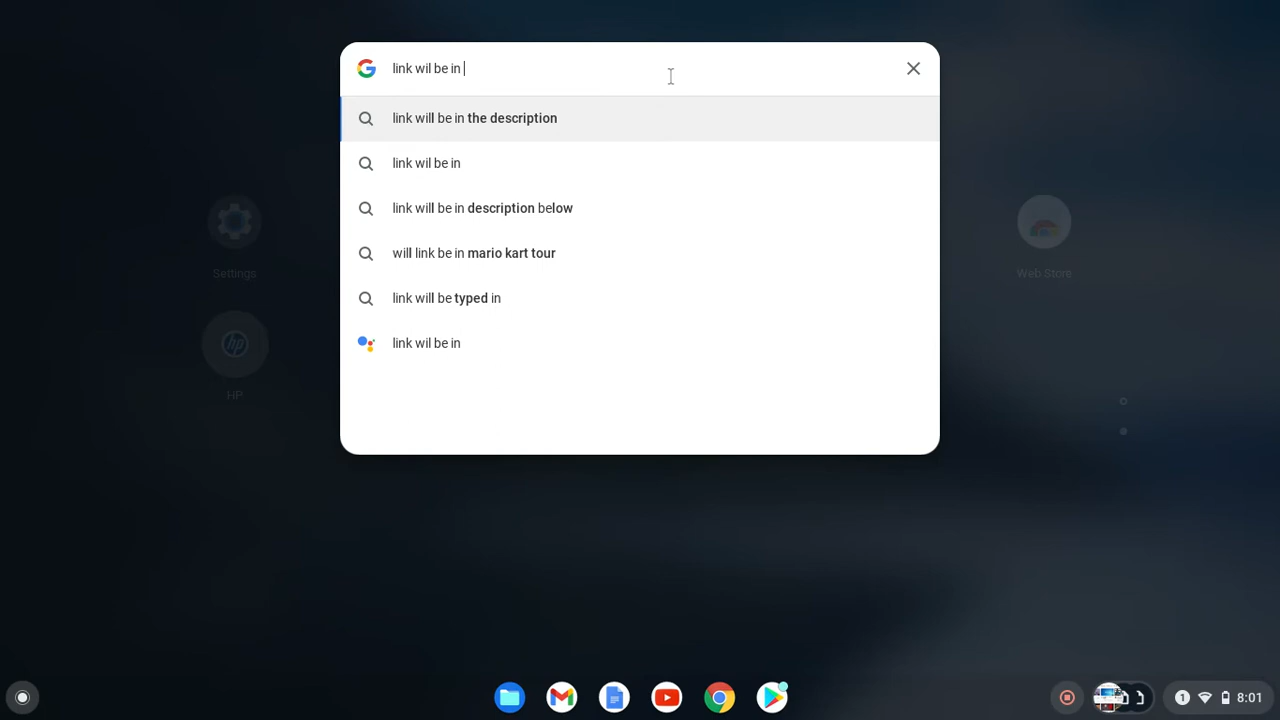 link wil be in
link will be in the description
link wil be in
link will be in description below
will link be in mario kart tour
link will be typed in
link wil be in
Settings
Web Store
hp
HP
1 8:01